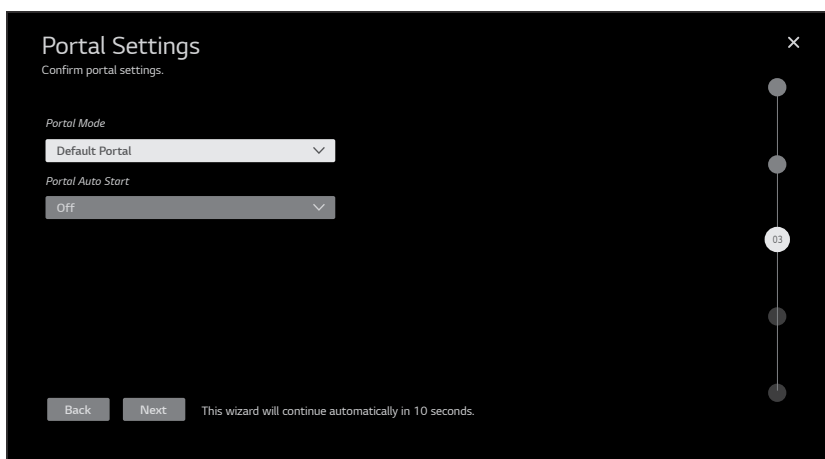 Portal Settings
Confirm portal settings.
Portal Mode
Default Portal
Portal Auto Start
Off
03
Back
Next
This wizard will continue automatically in 10 seconds.